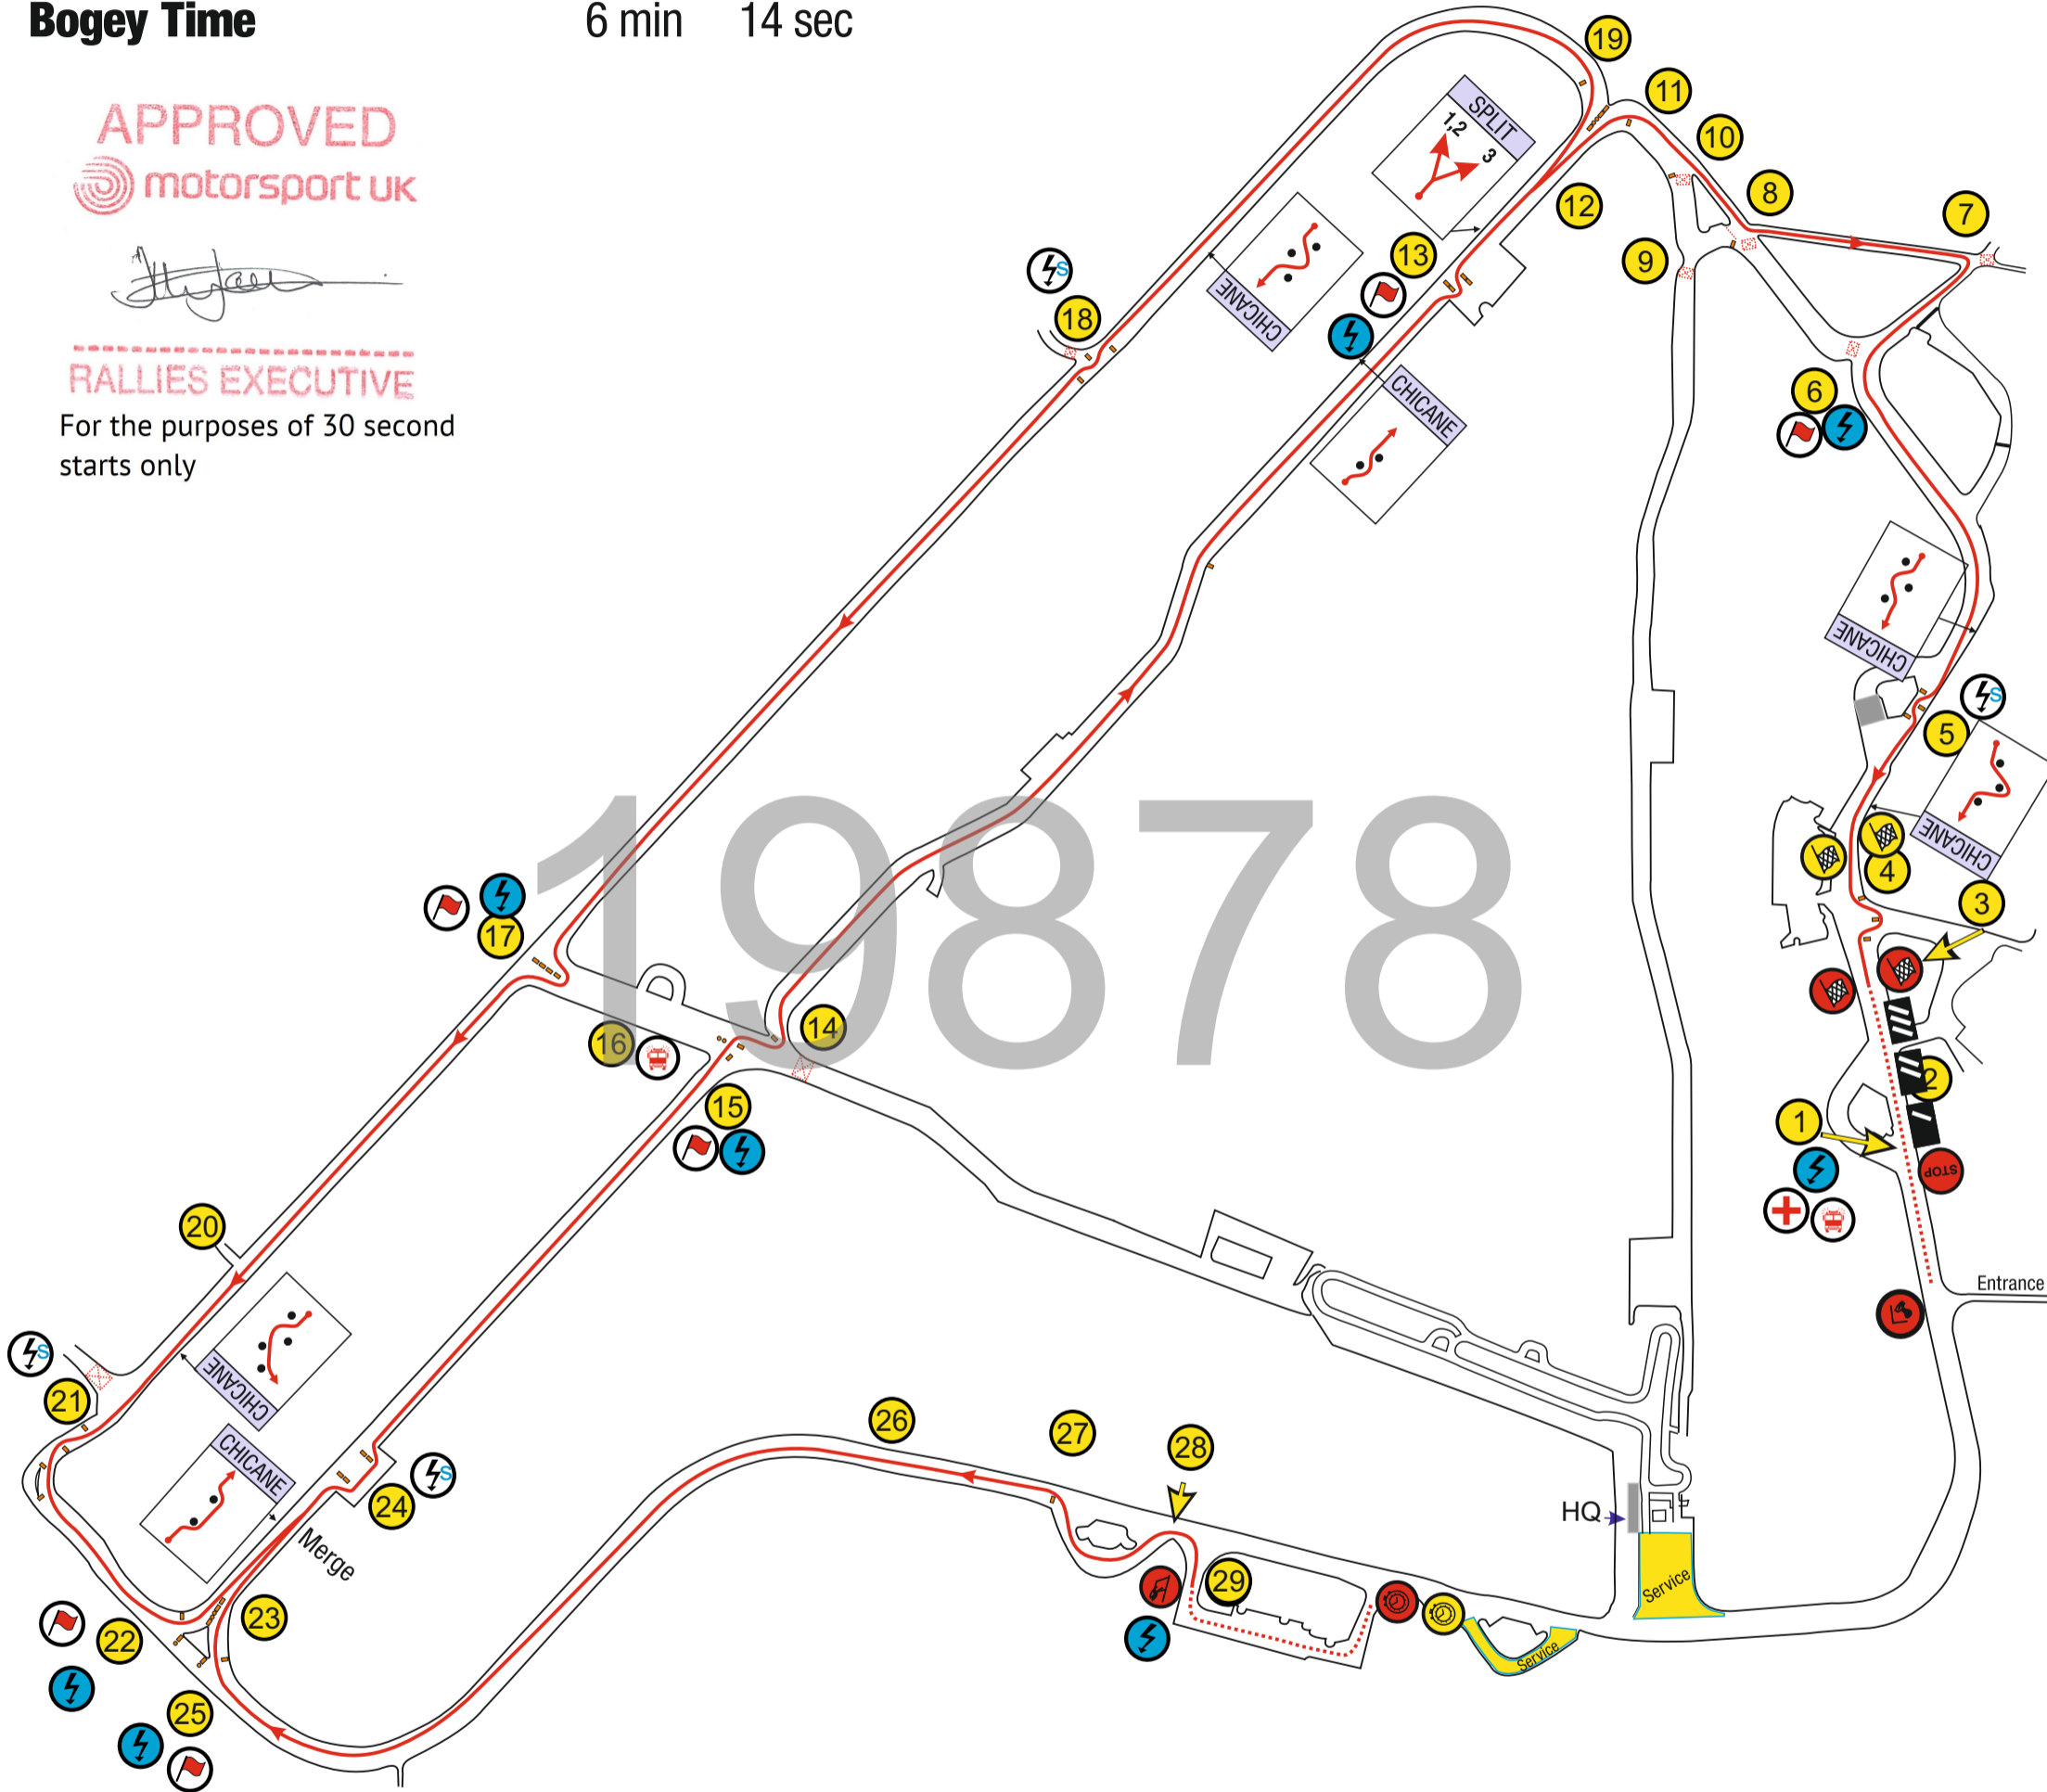 Bogey Time 6 min 14 sec
APPROVED
motorsport UK
RALLIES EXECUTIVE
For the purposes of 30 second
starts only
19
11
10
8
7
12
9
13
SPLIT
1,2
3
CHICANE
S
18
CHICANE
6
CHICANE
S
5
CHICANE
4
3
2
1
STOP
Entrance
19878
17
16
14
15
20
S
21
CHICANE
CHICANE
S
24
Merge
23
22
25
26
27
28
29
HQ
Service
Service